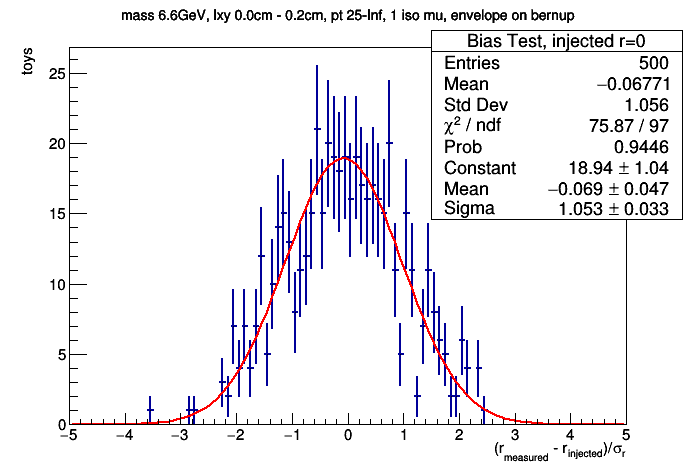 mass 6.6GeV, lxy 0.0cm - 0.2cm, pt 25-Inf, 1 iso mu, envelope on bernup
toys
Bias Test, injected r=0
Entries 500
Mean −0.06771
Std Dev 1.056
χ² / ndf 75.87 / 97
Prob 0.9446
Constant 18.94 ± 1.04
Mean −0.069 ± 0.047
Sigma 1.053 ± 0.033
25
20
15
10
5
0
−5 −4 −3 −2 −1 0 1 2 3 4 5
(r_measured - r_injected)/σ_r